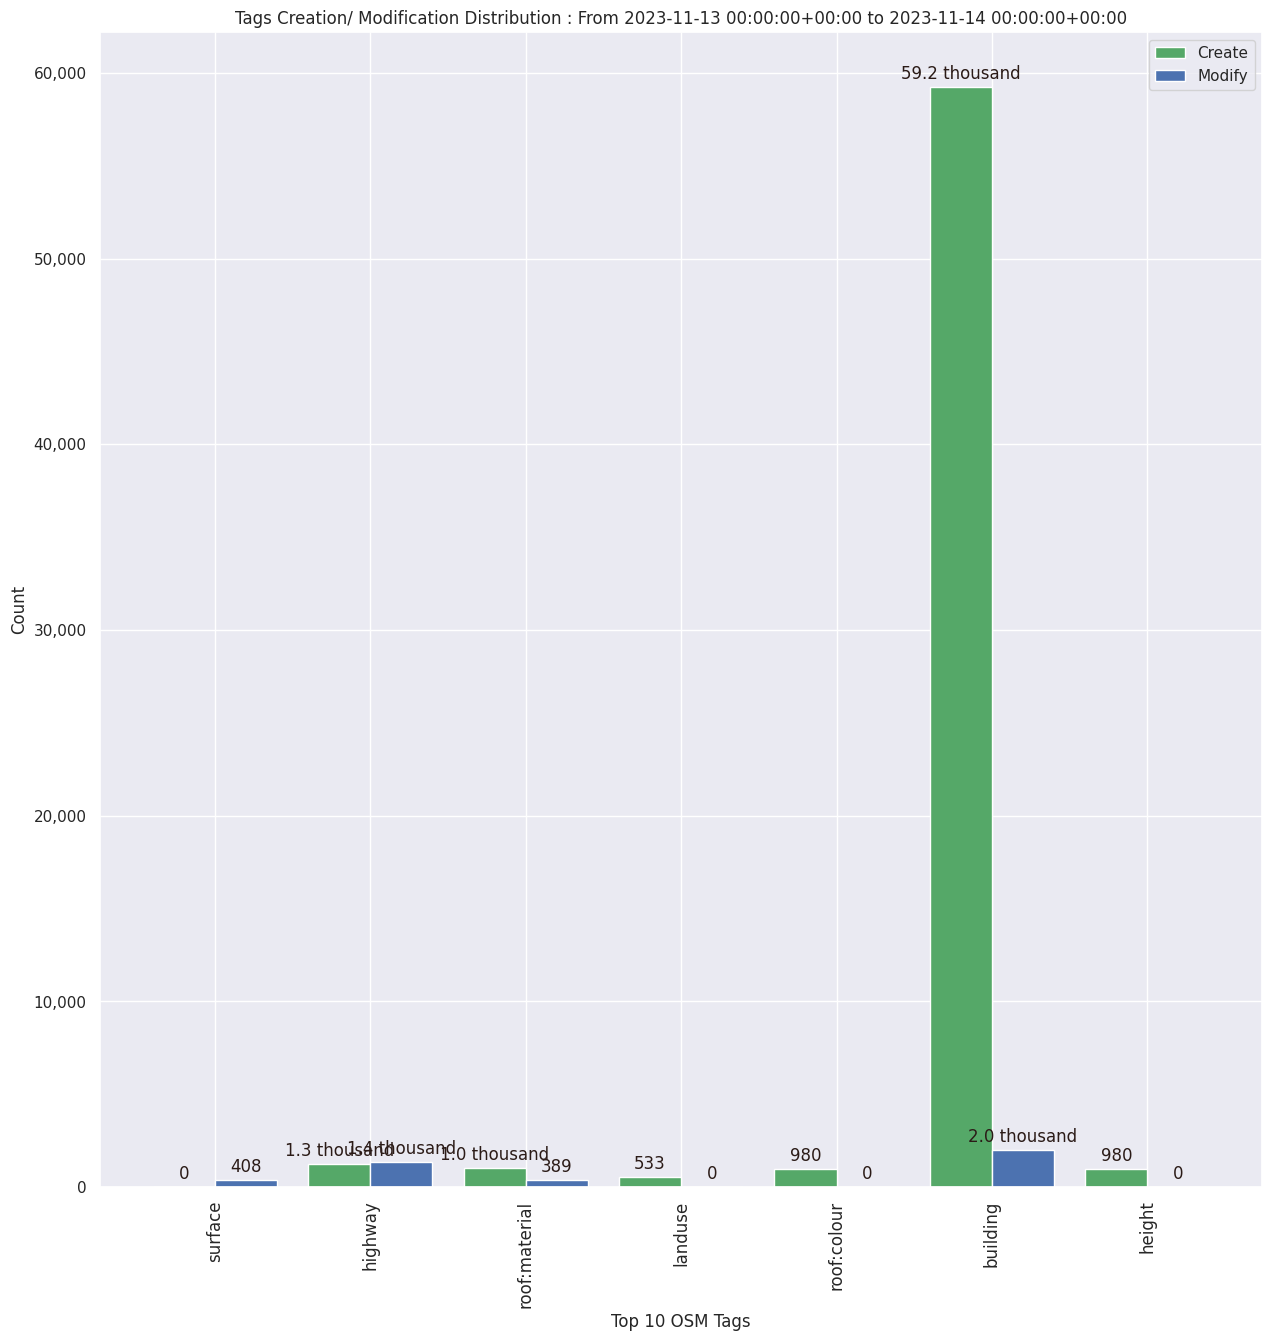 Tags Creation/ Modification Distribution : From 2023-11-13 00:00:00+00:00 to 2023-11-14 00:00:00+00:00
Create
Modify
60,000
50,000
40,000
30,000
20,000
10,000
0
Count
59.2 thousand
0
408
1.3 thousand
1.4 thousand
1.0 thousand
389
533
0
980
0
2.0 thousand
980
0
surface
highway
roof:material
landuse
roof:colour
building
height
Top 10 OSM Tags